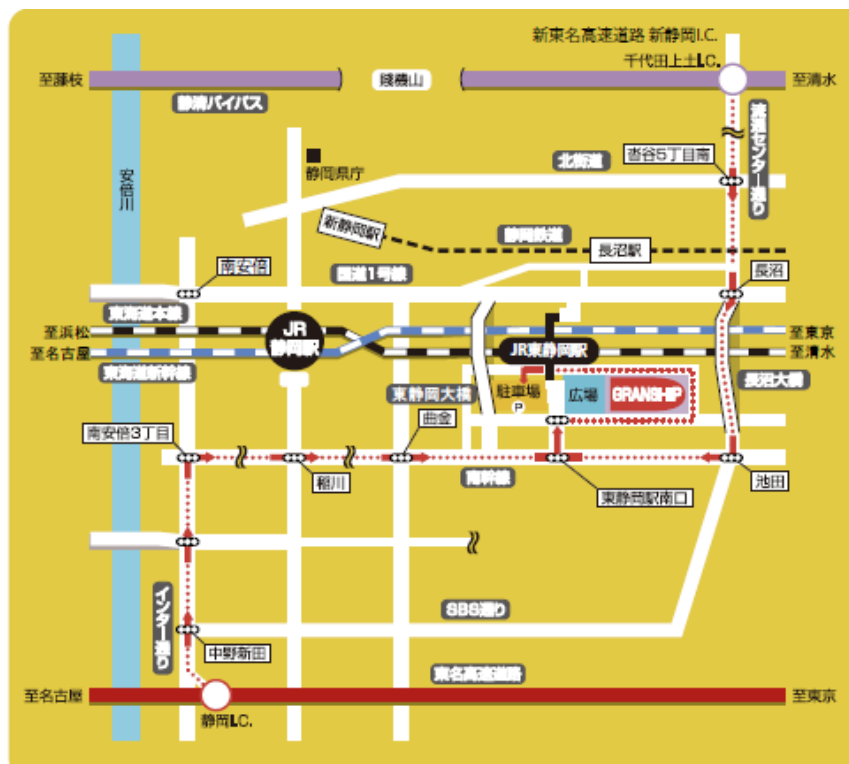 新東名高速道路 新静岡I.C.
千代田上土I.C.
至藤枝
賤機山
至清水
静清バイパス
流通センター通り
北街道
沓谷5丁目南
静岡県庁
安倍川
新静岡駅
静岡鉄道
長沼駅
南安倍
国道1号線
長沼
東海道本線
至浜松
JR
静岡駅
至東京
至名古屋
JR東静岡駅
至清水
東海道新幹線
東静岡大橋
駐車場
P
広場
GRANSHIP
長沼大橋
南安倍3丁目
曲金
稲川
南幹線
東静岡駅南口
池田
インター通り
SBS通り
中野新田
東名高速道路
至名古屋
至東京
静岡I.C.